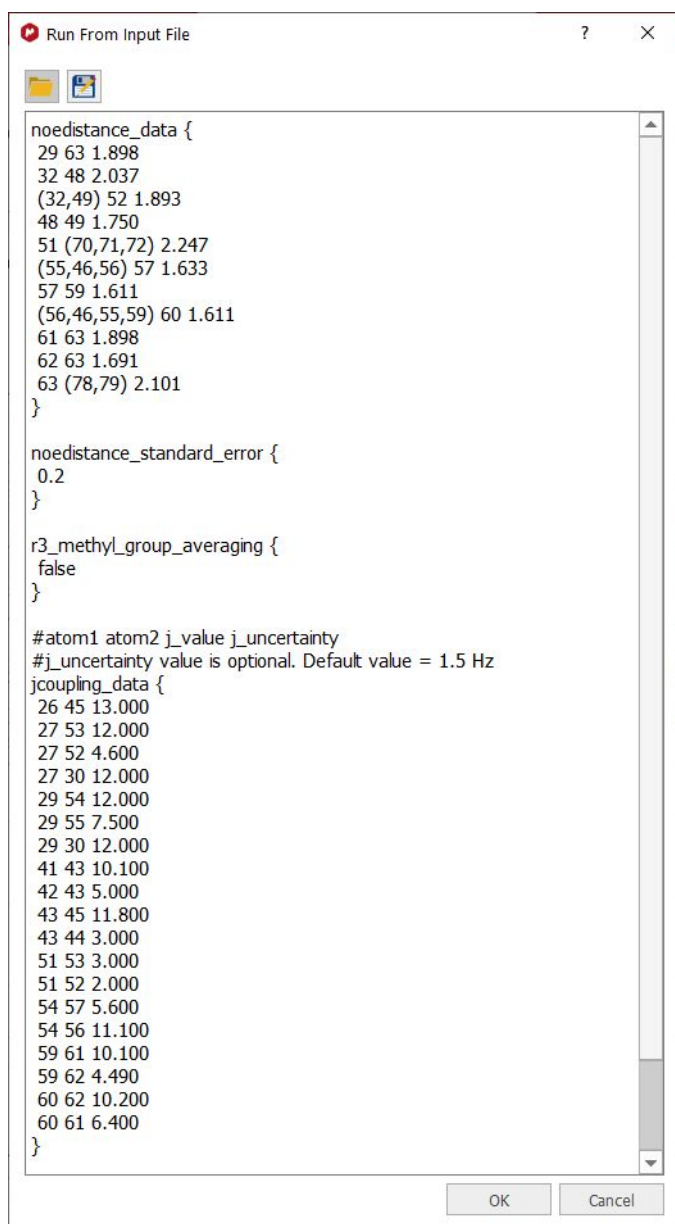 Run From Input File
?
noedistance_data {
29 63 1.898
32 48 2.037
(32,49) 52 1.893
48 49 1.750
51 (70,71,72) 2.247
(55,46,56) 57 1.633
57 59 1.611
(56,46,55,59) 60 1.611
61 63 1.898
62 63 1.691
63 (78,79) 2.101
}
noedistance_standard_error {
0.2
}
r3_methyl_group_averaging {
false
}
#atom1 atom2 j_value j_uncertainty
#j_uncertainty value is optional. Default value = 1.5 Hz
jcoupling_data {
26 45 13.000
27 53 12.000
27 52 4.600
27 30 12.000
29 54 12.000
29 55 7.500
29 30 12.000
41 43 10.100
42 43 5.000
43 45 11.800
43 44 3.000
51 53 3.000
51 52 2.000
54 57 5.600
54 56 11.100
59 61 10.100
59 62 4.490
60 62 10.200
60 61 6.400
}
OK
Cancel